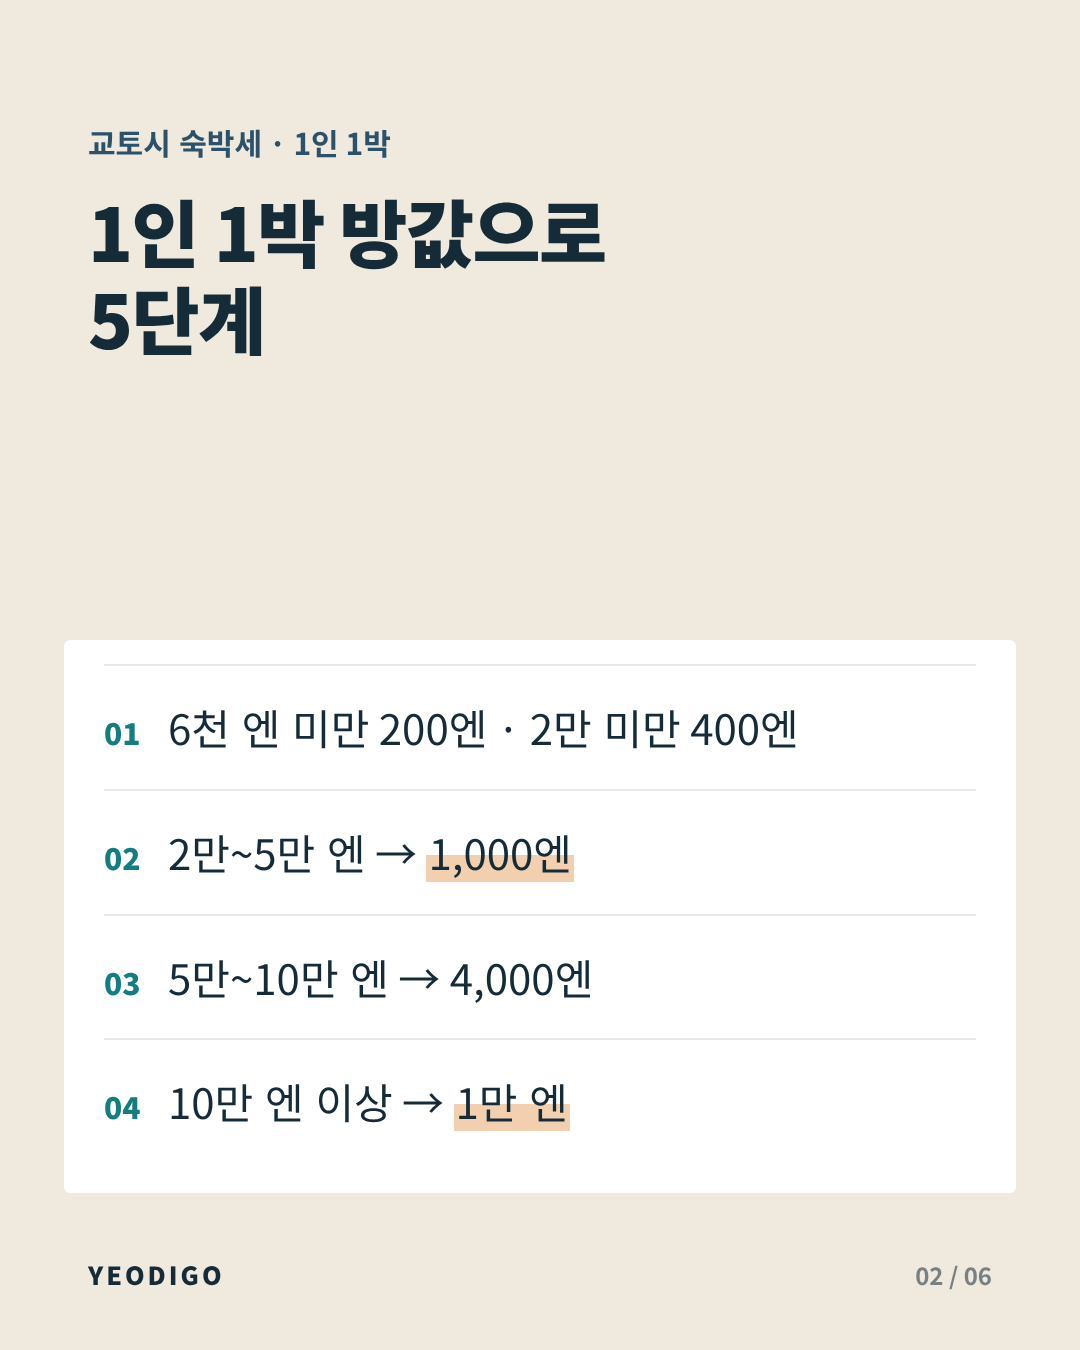 교토시 숙박세 · 1인 1박
1인 1박 방값으로
5단계
01 6천 엔 미만 200엔 · 2만 미만 400엔
02 2만~5만 엔 → 1,000엔
03 5만~10만 엔 → 4,000엔
04 10만 엔 이상 → 1만 엔
YEODIGO
02 / 06